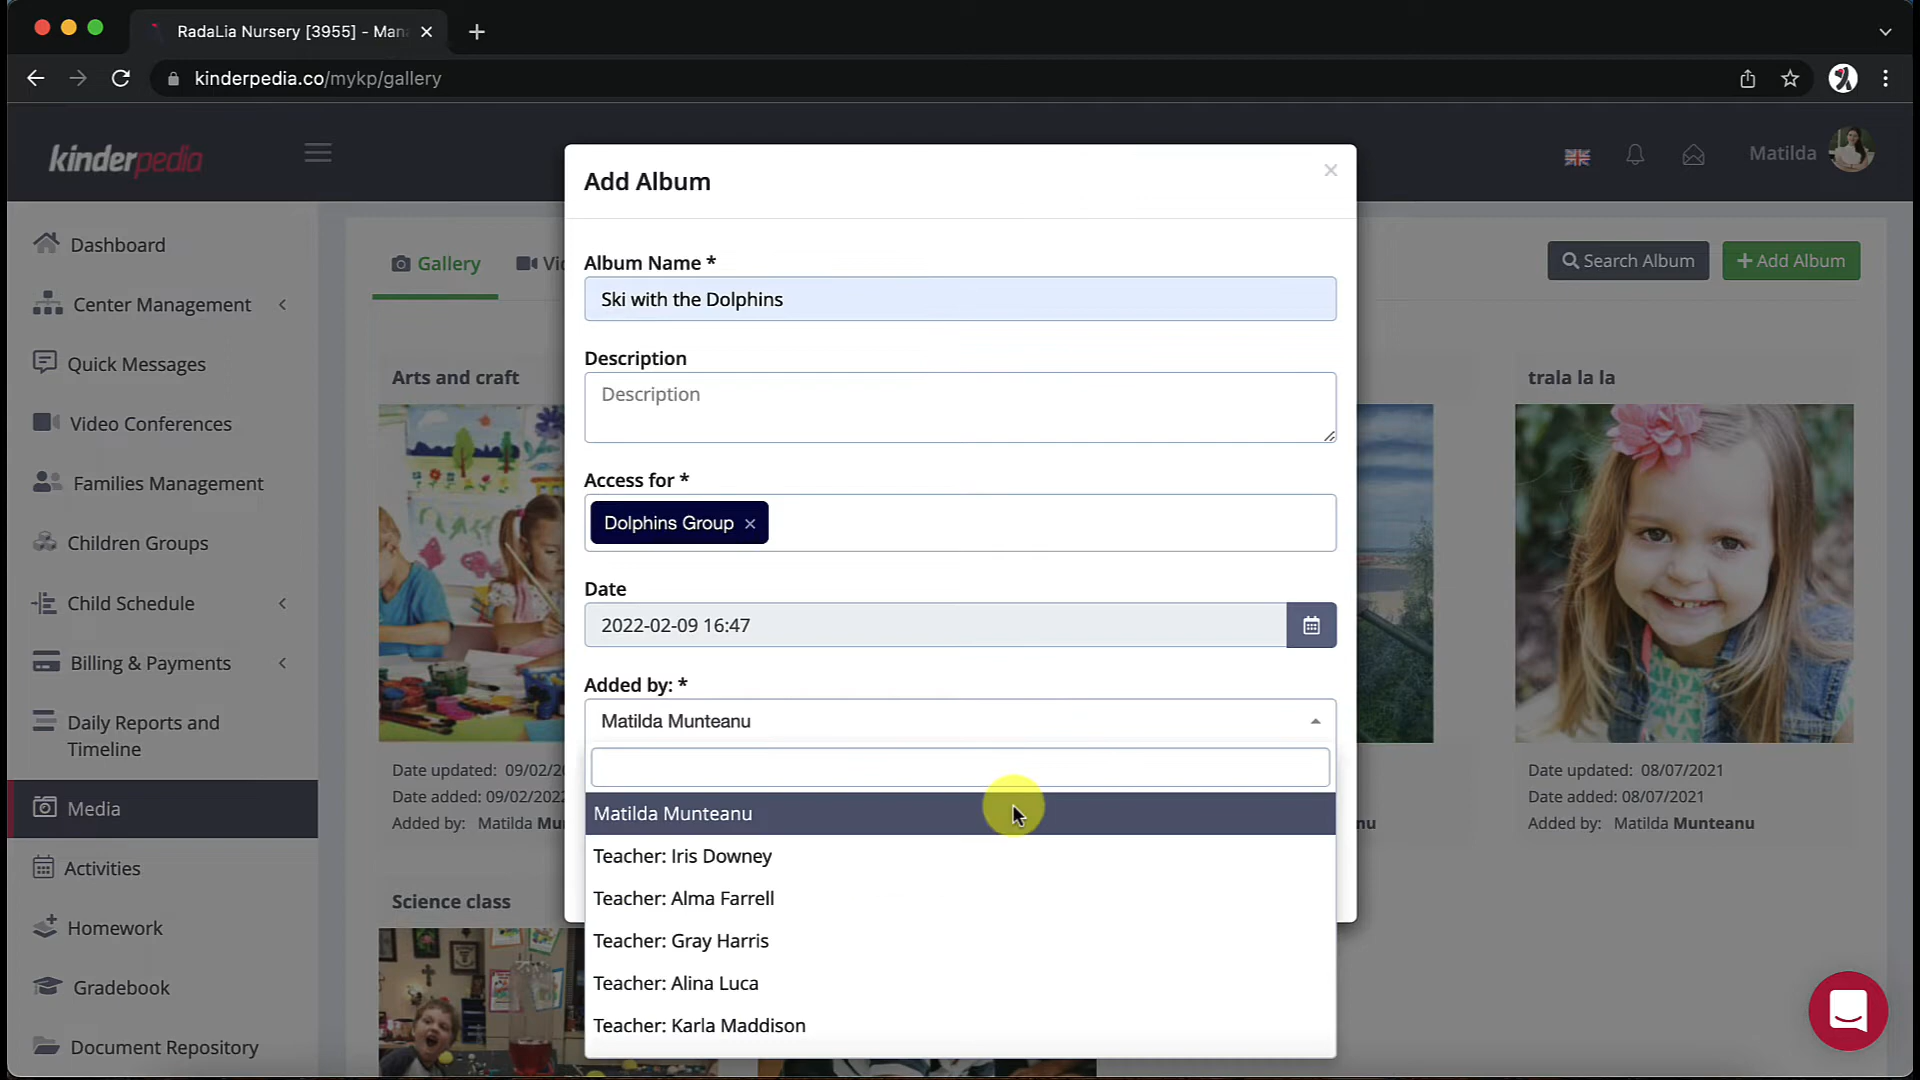 RadaLia Nursery [3955] - Man
kinderpedia.co/mykp/gallery
kinderpedia
Matilda
Dashboard
Center Management
Quick Messages
Video Conferences
Families Management
Children Groups
Child Schedule
Billing & Payments
Daily Reports and
Timeline
Media
Activities
Homework
Gradebook
Document Repository
Gallery
Search Album
+ Add Album
Arts and craft
Date updated: 09/02/20
Date added: 09/02/2022
Added by: Matilda Mun
trala la la
Date updated: 08/07/2021
Date added: 08/07/2021
Added by: Matilda Munteanu
Science class
Add Album
Album Name *
Ski with the Dolphins
Description
Description
Access for *
Dolphins Group ×
Date
2022-02-09 16:47
Added by: *
Matilda Munteanu
Matilda Munteanu
Teacher: Iris Downey
Teacher: Alma Farrell
Teacher: Gray Harris
Teacher: Alina Luca
Teacher: Karla Maddison